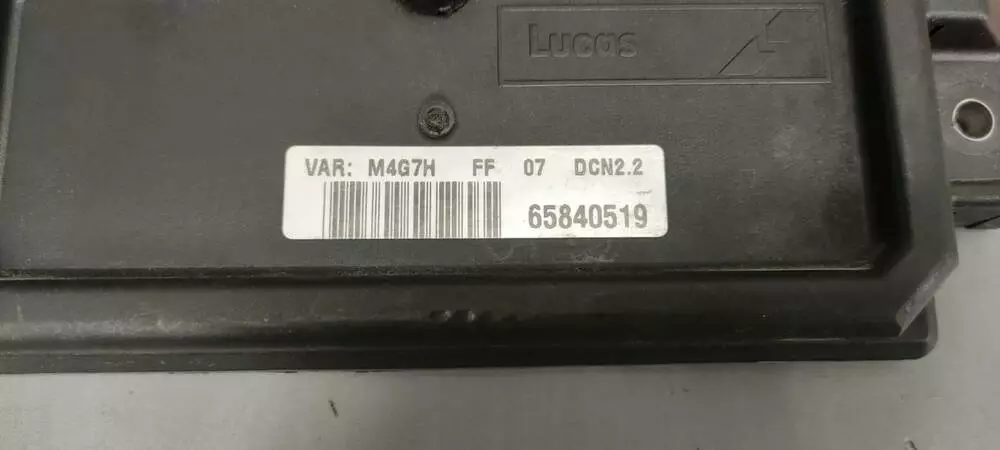 Lucas
VAR: M4G7H FF 07 DCN2.2
65840519